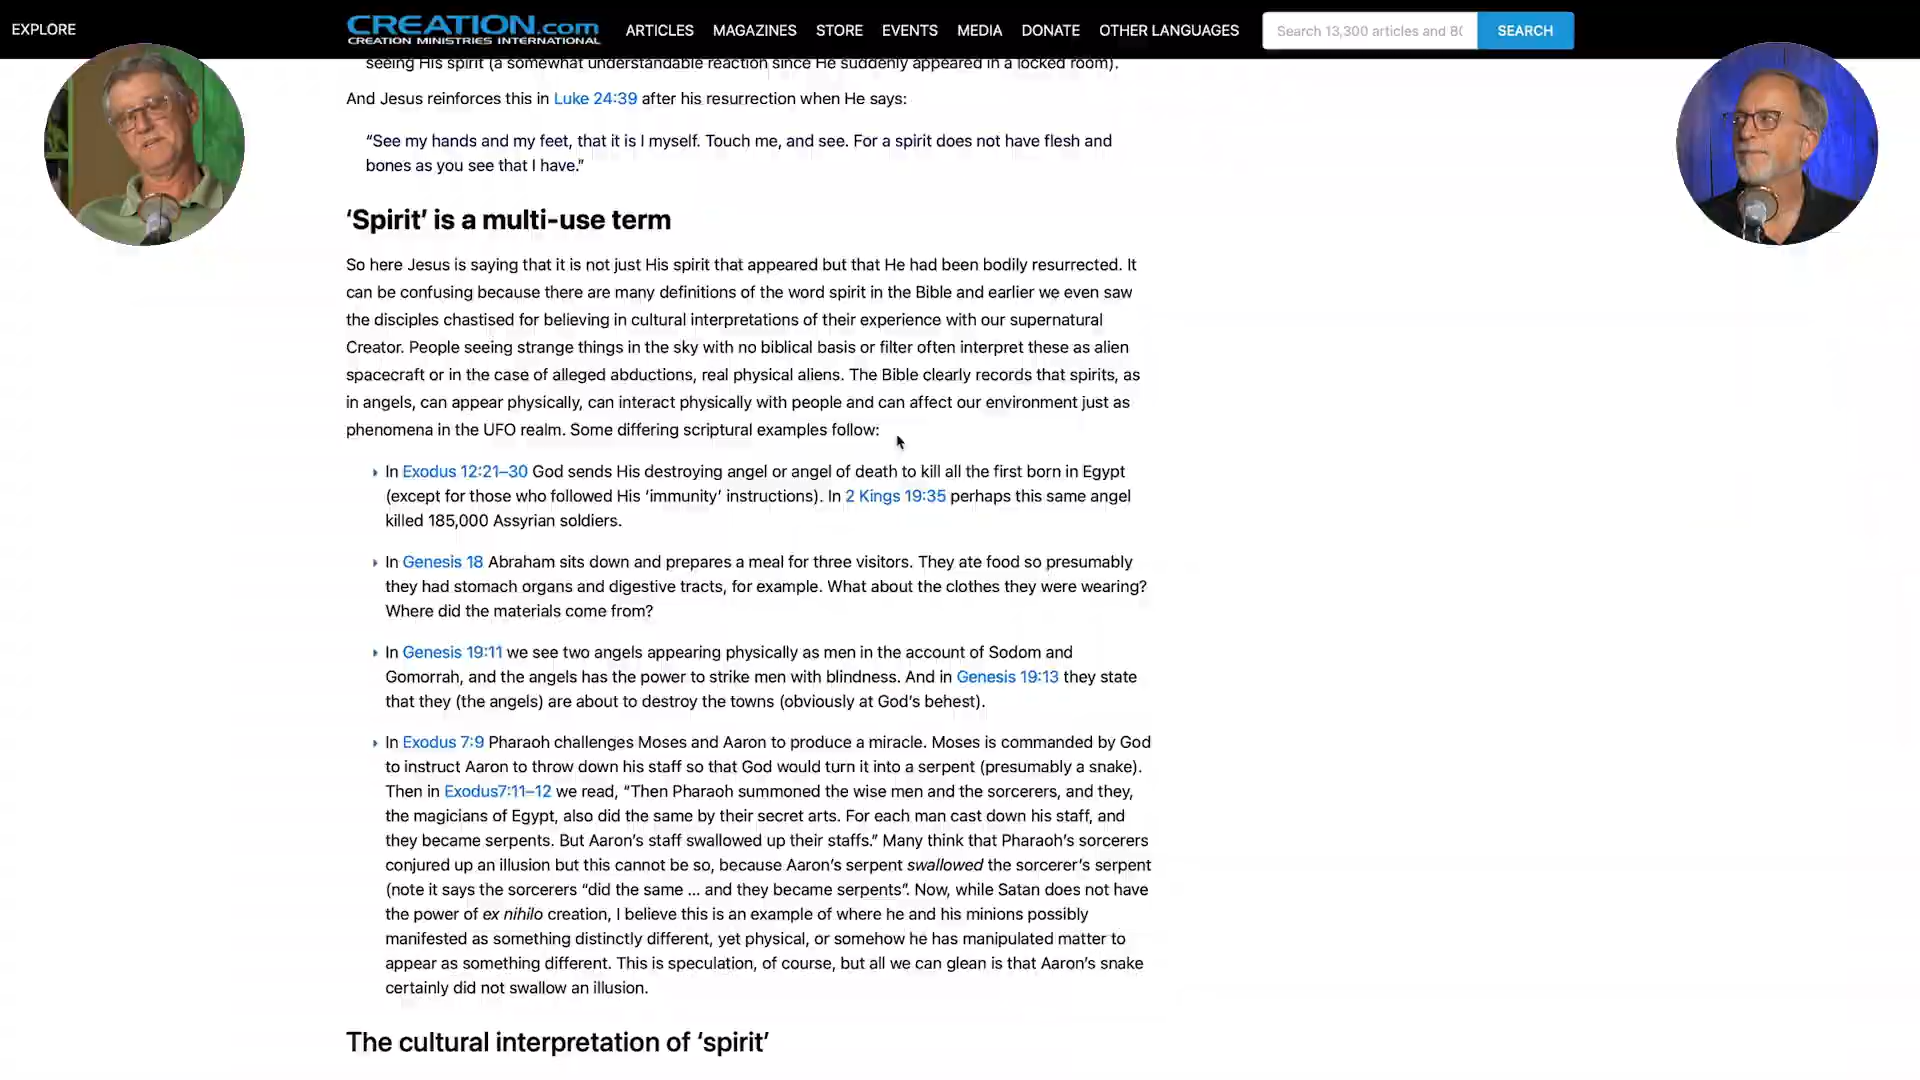 EXPLORE
CREATION.com
CREATION MINISTRIES INTERNATIONAL
ARTICLES MAGAZINES STORE EVENTS MEDIA DONATE OTHER LANGUAGES
Search 13,300 articles and 8(
SEARCH
seeing His spirit (a somewhat understandable reaction since He suddenly appeared in a locked room).
And Jesus reinforces this in Luke 24:39 after his resurrection when He says:
“See my hands and my feet, that it is I myself. Touch me, and see. For a spirit does not have flesh and
bones as you see that I have.”
‘Spirit’ is a multi-use term
So here Jesus is saying that it is not just His spirit that appeared but that He had been bodily resurrected. It
can be confusing because there are many definitions of the word spirit in the Bible and earlier we even saw
the disciples chastised for believing in cultural interpretations of their experience with our supernatural
Creator. People seeing strange things in the sky with no biblical basis or filter often interpret these as alien
spacecraft or in the case of alleged abductions, real physical aliens. The Bible clearly records that spirits, as
in angels, can appear physically, can interact physically with people and can affect our environment just as
phenomena in the UFO realm. Some differing scriptural examples follow:
In Exodus 12:21–30 God sends His destroying angel or angel of death to kill all the first born in Egypt
(except for those who followed His ‘immunity’ instructions). In 2 Kings 19:35 perhaps this same angel
killed 185,000 Assyrian soldiers.
In Genesis 18 Abraham sits down and prepares a meal for three visitors. They ate food so presumably
they had stomach organs and digestive tracts, for example. What about the clothes they were wearing?
Where did the materials come from?
In Genesis 19:11 we see two angels appearing physically as men in the account of Sodom and
Gomorrah, and the angels has the power to strike men with blindness. And in Genesis 19:13 they state
that they (the angels) are about to destroy the towns (obviously at God’s behest).
In Exodus 7:9 Pharaoh challenges Moses and Aaron to produce a miracle. Moses is commanded by God
to instruct Aaron to throw down his staff so that God would turn it into a serpent (presumably a snake).
Then in Exodus7:11–12 we read, “Then Pharaoh summoned the wise men and the sorcerers, and they,
the magicians of Egypt, also did the same by their secret arts. For each man cast down his staff, and
they became serpents. But Aaron’s staff swallowed up their staffs.” Many think that Pharaoh’s sorcerers
conjured up an illusion but this cannot be so, because Aaron’s serpent swallowed the sorcerer’s serpent
(note it says the sorcerers “did the same ... and they became serpents”. Now, while Satan does not have
the power of ex nihilo creation, I believe this is an example of where he and his minions possibly
manifested as something distinctly different, yet physical, or somehow he has manipulated matter to
appear as something different. This is speculation, of course, but all we can glean is that Aaron’s snake
certainly did not swallow an illusion.
The cultural interpretation of ‘spirit’